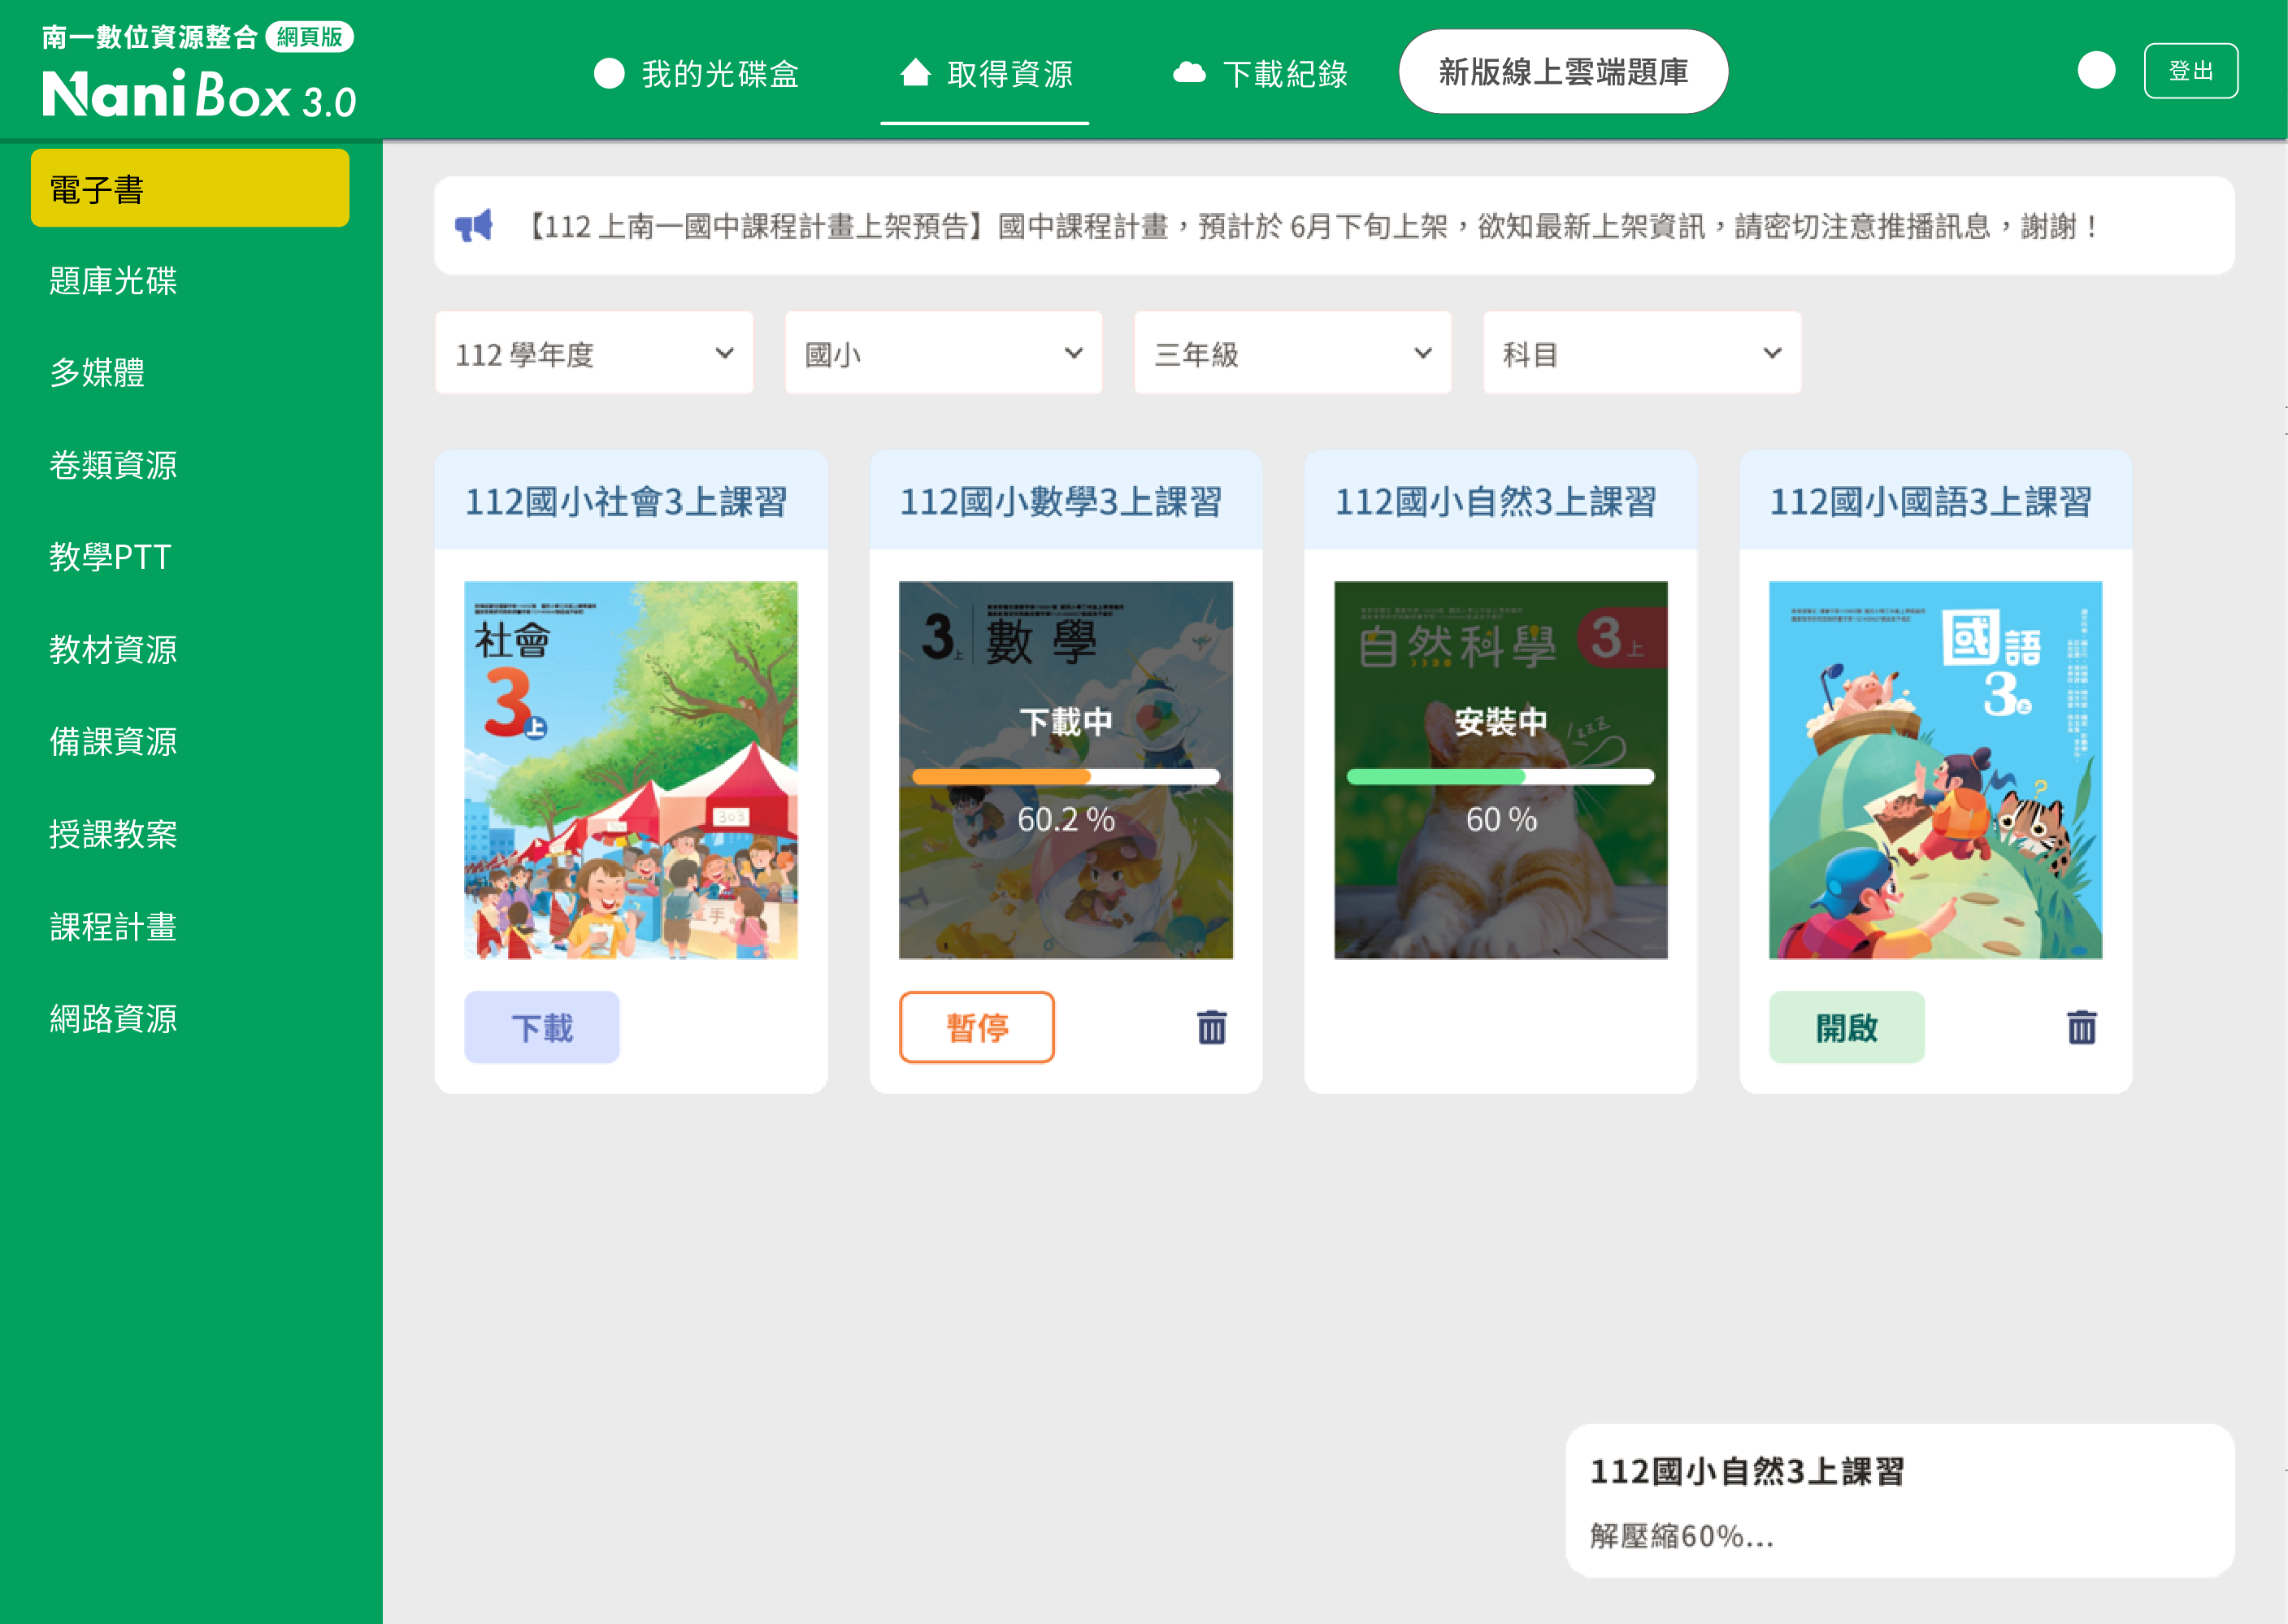 南一數位資源整合 網頁版
NaniBox 3.0
我的光碟盒
取得資源
下載紀錄
新版線上雲端題庫
登出
電子書
題庫光碟
多媒體
卷類資源
教學PTT
教材資源
備課資源
授課教案
課程計畫
網路資源
【112 上南一國中課程計畫上架預告】國中課程計畫，預計於 6月下旬上架，欲知最新上架資訊，請密切注意推播訊息，謝謝！
112 學年度
國小
三年級
科目
112國小社會3上課習
社會
3上
303
下載
112國小數學3上課習
3上 數學
下載中
60.2 %
暫停
112國小自然3上課習
自然科學 3上
zzz
安裝中
60 %
112國小國語3上課習
國語
3上
開啟
112國小自然3上課習
解壓縮60%...